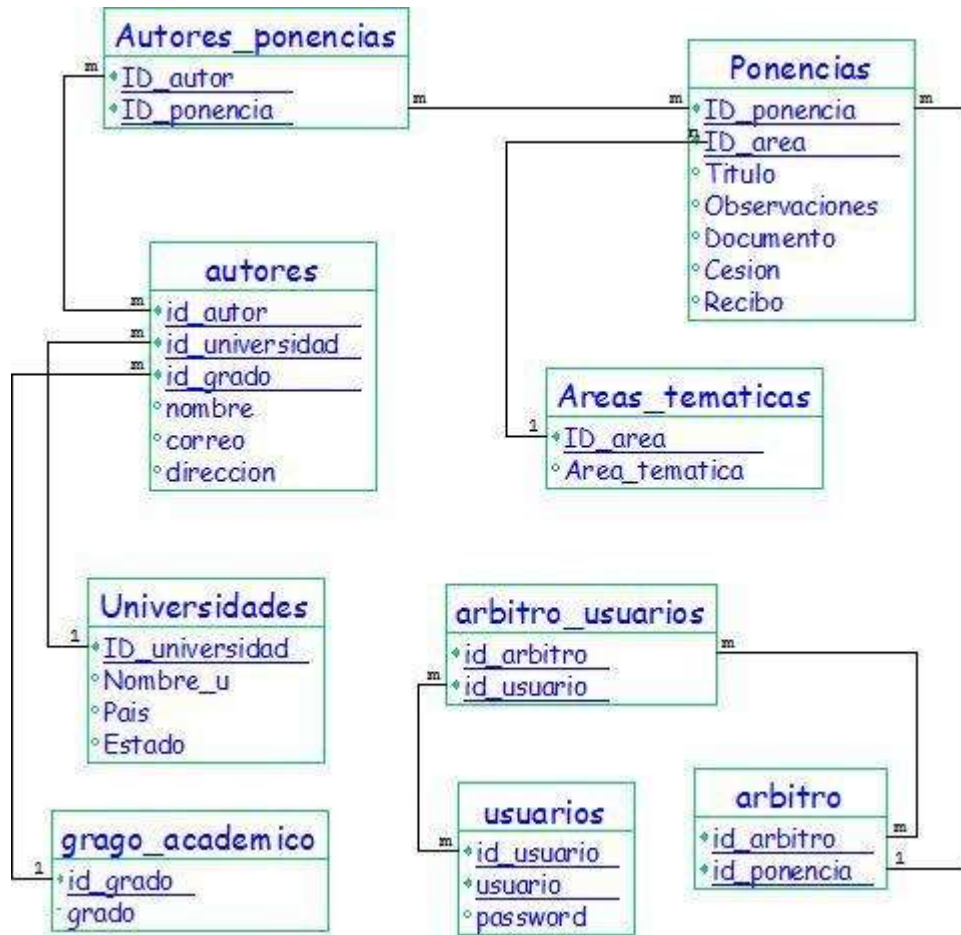 Autores_ponencias
m
ID_autor
ID_ponencia
m
m
Ponencias
ID_ponencia
m
n
ID_area
Titulo
Observaciones
Documento
Cesion
Recibo
autores
m
id_autor
m
id_universidad
m
id_grado
nombre
correo
direccion
Areas_tematicas
1
ID_area
Area_tematica
Universidades
1
ID_universidad
Nombre_u
Pais
Estado
arbitro_usuarios
id_arbitro
m
m
id_usuario
grago_academico
1
id_grado
grado
usuarios
m
id_usuario
usuario
password
arbitro
id_arbitro
m
id_ponencia
1